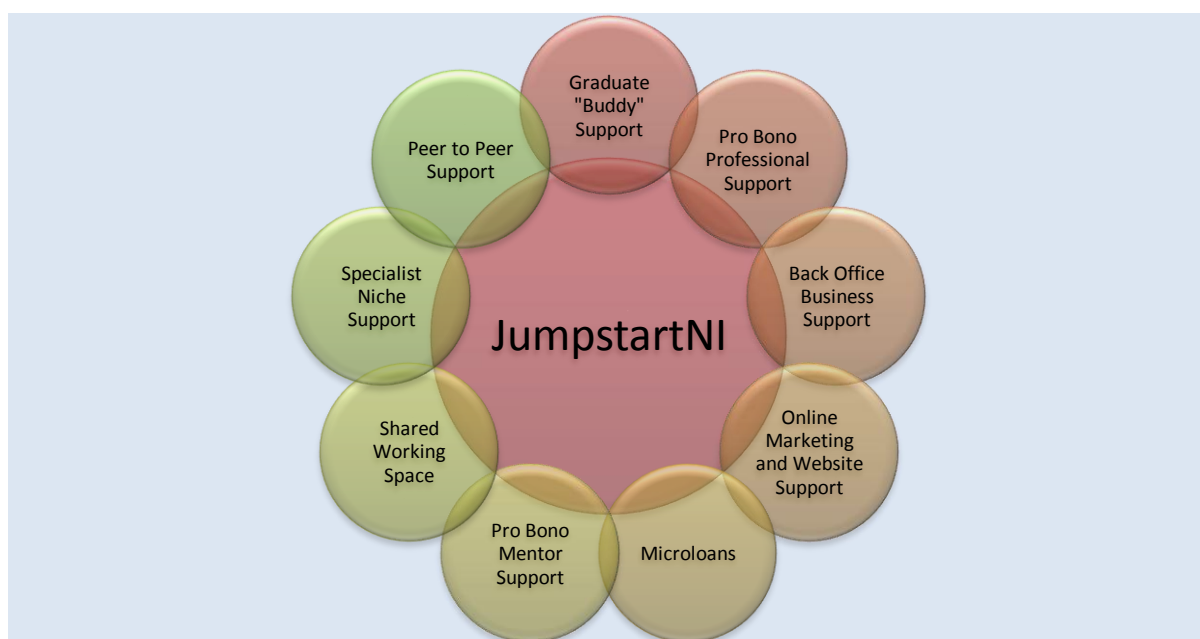 Graduate
"Buddy"
Support
Pro Bono
Professional
Support
Back Office
Business
Support
Online
Marketing
and Website
Support
Microloans
Pro Bono
Mentor
Support
Shared
Working
Space
Specialist
Niche
Support
Peer to Peer
Support
JumpstartNI